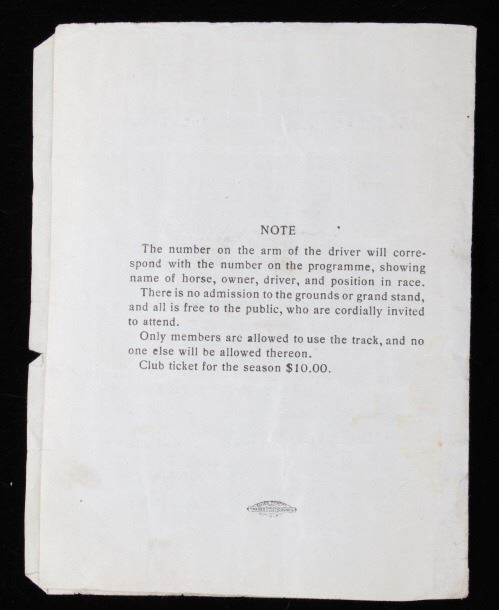 NOTE
The number on the arm of the driver will corre-
spond with the number on the programme, showing
name of horse, owner, driver, and position in race.
There is no admission to the grounds or grand stand,
and all is free to the public, who are cordially invited
to attend.
Only members are allowed to use the track, and no
one else will be allowed thereon.
Club ticket for the season $10.00.